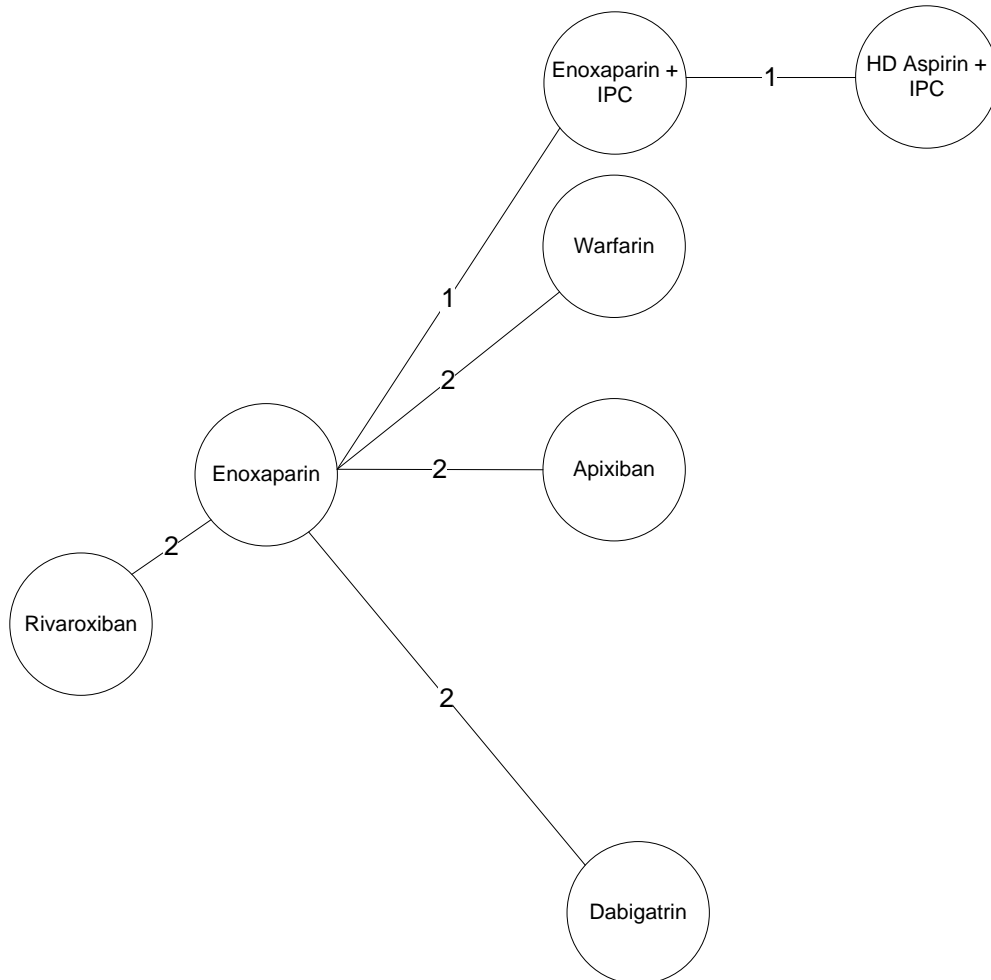 Enoxaparin +
IPC
1
HD Aspirin +
IPC
Warfarin
1
2
Enoxaparin
2
Apixiban
2
Rivaroxiban
2
Dabigatrin